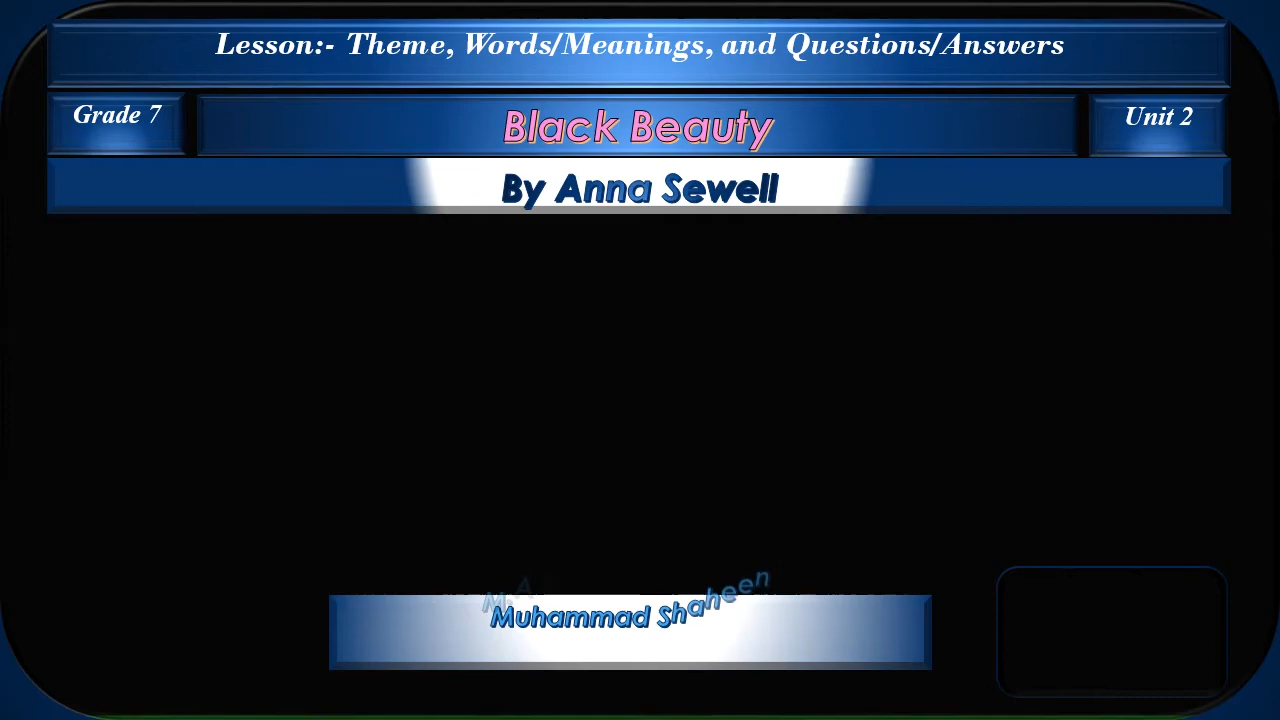 Lesson:- Theme, Words/Meanings, and Questions/Answers
Grade 7
Black Beauty
Unit 2
By Anna Sewell
M.A
Muhammad Shaheen